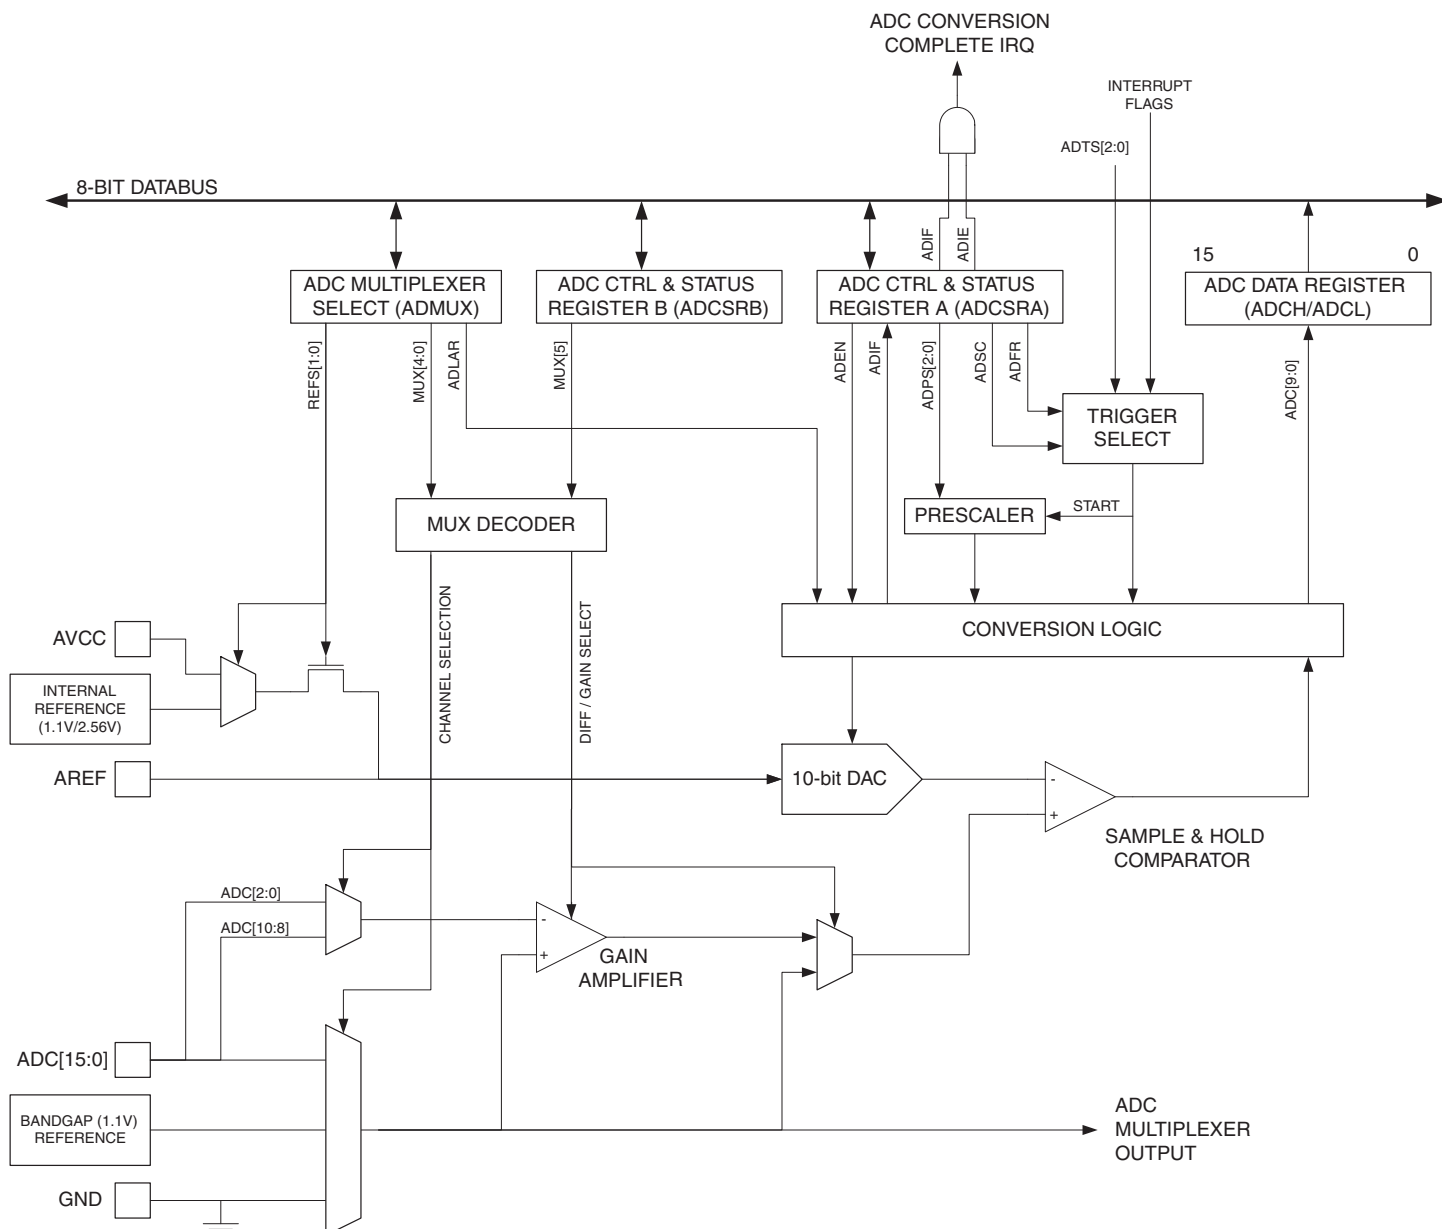 ADC CONVERSION
COMPLETE IRQ
INTERRUPT
FLAGS
ADTS[2:0]
8-BIT DATABUS
ADIF
ADIE
15
0
ADC MULTIPLEXER
SELECT (ADMUX)
ADC CTRL & STATUS
REGISTER B (ADCSRB)
ADC CTRL & STATUS
REGISTER A (ADCSRA)
ADC DATA REGISTER
(ADCH/ADCL)
REFS[1:0]
MUX[4:0]
ADLAR
MUX[5]
ADEN
ADIF
ADPS[2:0]
ADSC
ADFR
ADC[9:0]
TRIGGER
SELECT
MUX DECODER
PRESCALER
START
CHANNEL SELECTION
DIFF / GAIN SELECT
CONVERSION LOGIC
AVCC
INTERNAL
REFERENCE
(1.1V/2.56V)
AREF
10-bit DAC
-
+
SAMPLE & HOLD
COMPARATOR
ADC[2:0]
ADC[10:8]
-
+
GAIN
AMPLIFIER
ADC[15:0]
BANDGAP (1.1V)
REFERENCE
GND
ADC
MULTIPLEXER
OUTPUT